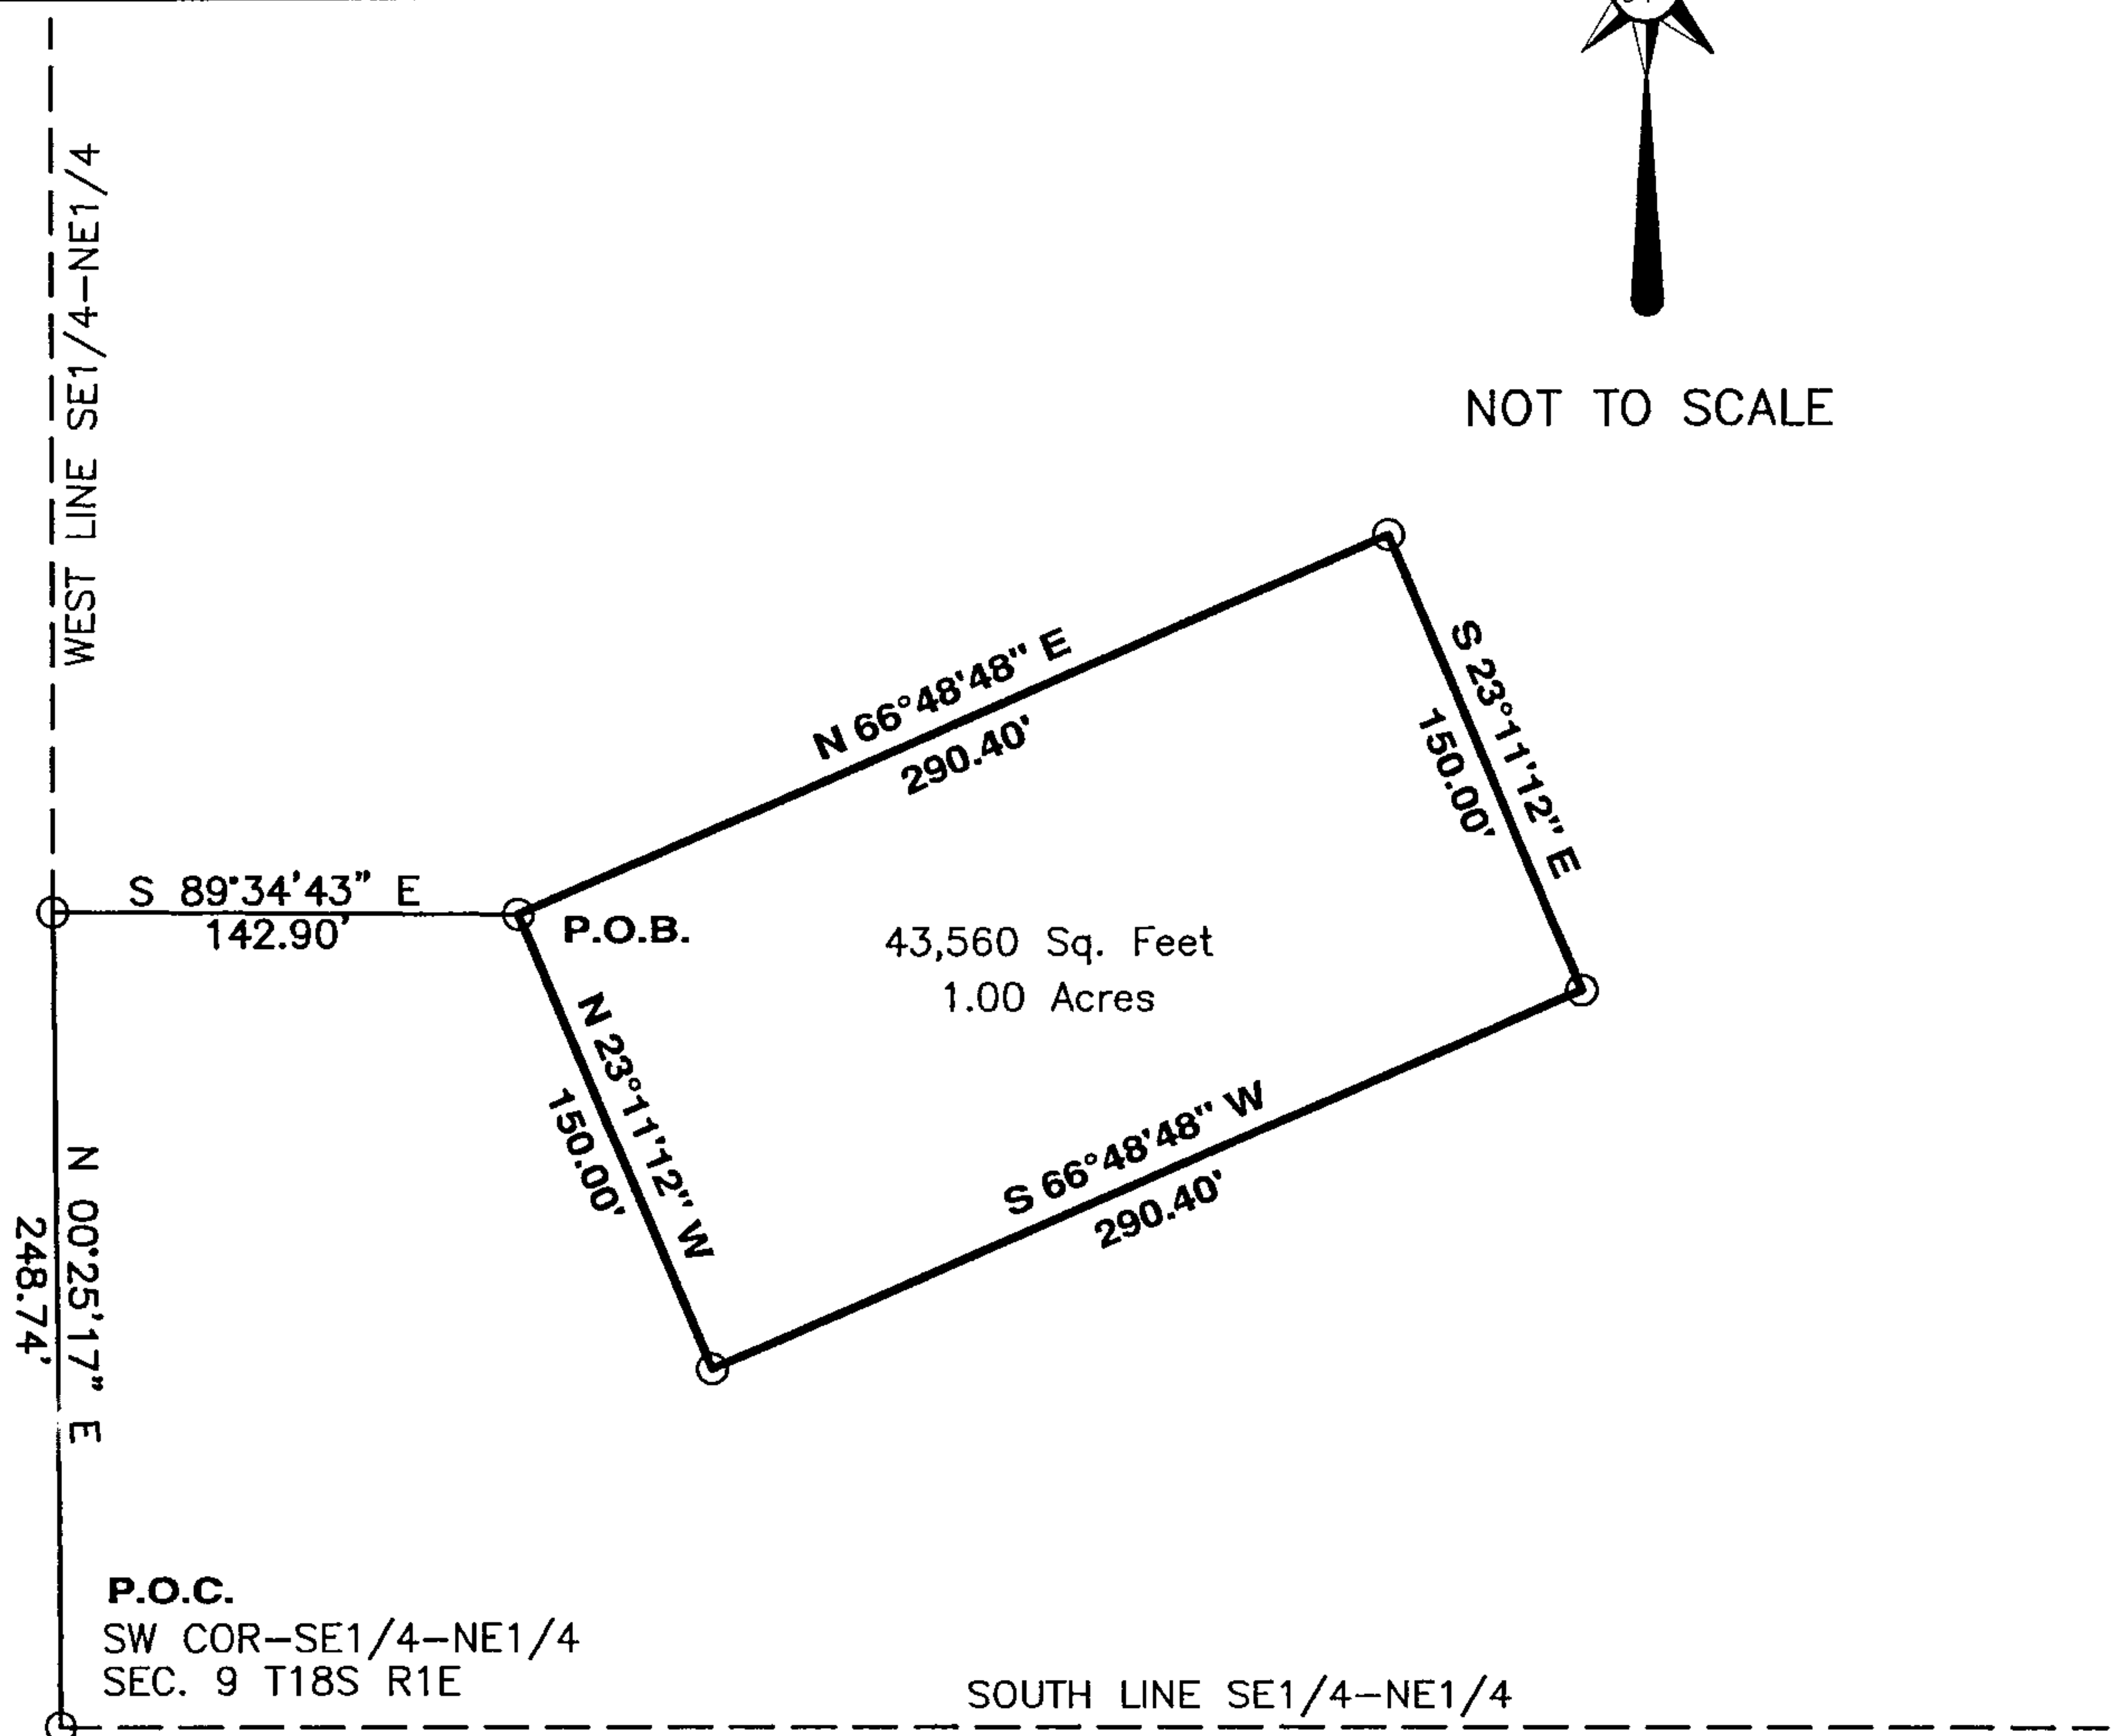 WEST LINE SE1/4-NE1/4
NOT TO SCALE
N 66°48'48" E
290.40'
S 23°11'12" E
150.00'
S 89°34'43" E
142.90'
P.O.B.
43,560 Sq. Feet
1.00 Acres
N 23°11'12" W
150.00'
S 66°48'48" W
290.40'
N 00°25'17" E
248.74'
P.O.C.
SW COR-SE1/4-NE1/4
SEC. 9 T18S R1E
SOUTH LINE SE1/4-NE1/4